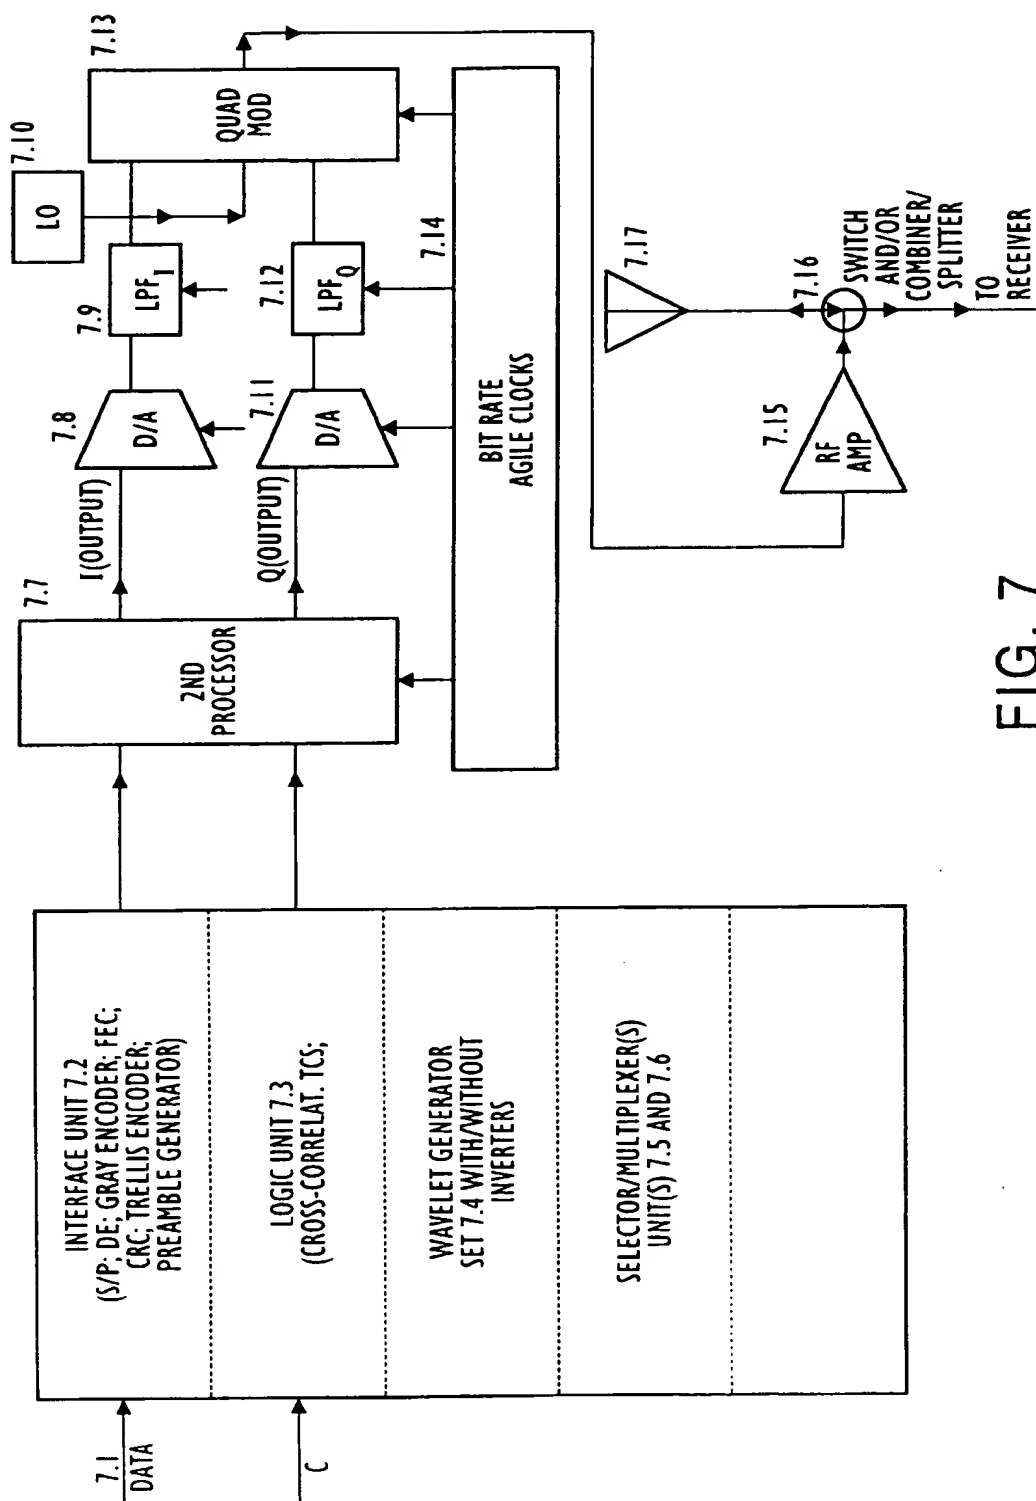 7.1
DATA
C
INTERFACE UNIT 7.2
(S/P; DE; GRAY ENCODER; FEC;
CRC; TRELLIS ENCODER;
PREAMBLE GENERATOR)
LOGIC UNIT 7.3
(CROSS-CORRELAT. TCS;
WAVELET GENERATOR
SET 7.4 WITH/WITHOUT
INVERTERS
SELECTOR/MULTIPLEXER(S)
UNIT(S) 7.5 AND 7.6
7.7
2ND
PROCESSOR
I(OUTPUT)
Q(OUTPUT)
7.8
D/A
7.11
D/A
7.9
LPF I
7.12
LPF Q
7.10
LO
7.13
QUAD
MOD
7.14
BIT RATE
AGILE CLOCKS
7.15
RF
AMP
7.17
7.16
SWITCH
AND/OR
COMBINER/
SPLITTER
TO
RECEIVER
FIG. 7